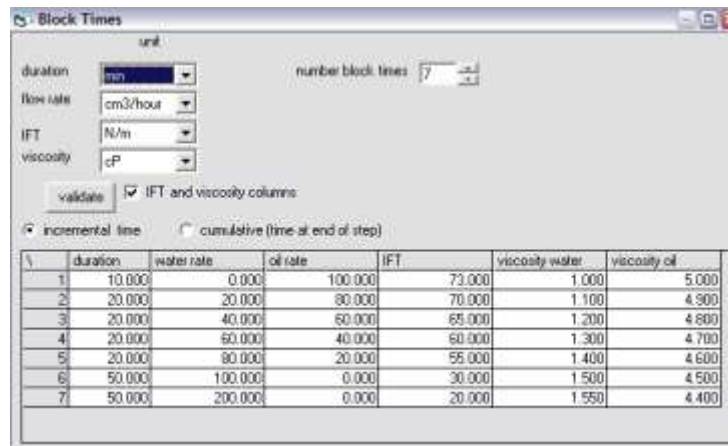 Block Times
unit
duration min number block times 7
flow rate cm3/hour
IFT N/m
viscosity cP
validate IFT and viscosity columns
incremental time cumulative (time at end of step)
\ duration water rate oil rate IFT viscosity water viscosity oil
1 10.000 0.000 100.000 73.000 1.000 5.000
2 20.000 20.000 80.000 70.000 1.100 4.900
3 20.000 40.000 60.000 65.000 1.200 4.800
4 20.000 60.000 40.000 60.000 1.300 4.700
5 20.000 80.000 20.000 55.000 1.400 4.600
6 50.000 100.000 0.000 30.000 1.500 4.500
7 50.000 200.000 0.000 20.000 1.550 4.400